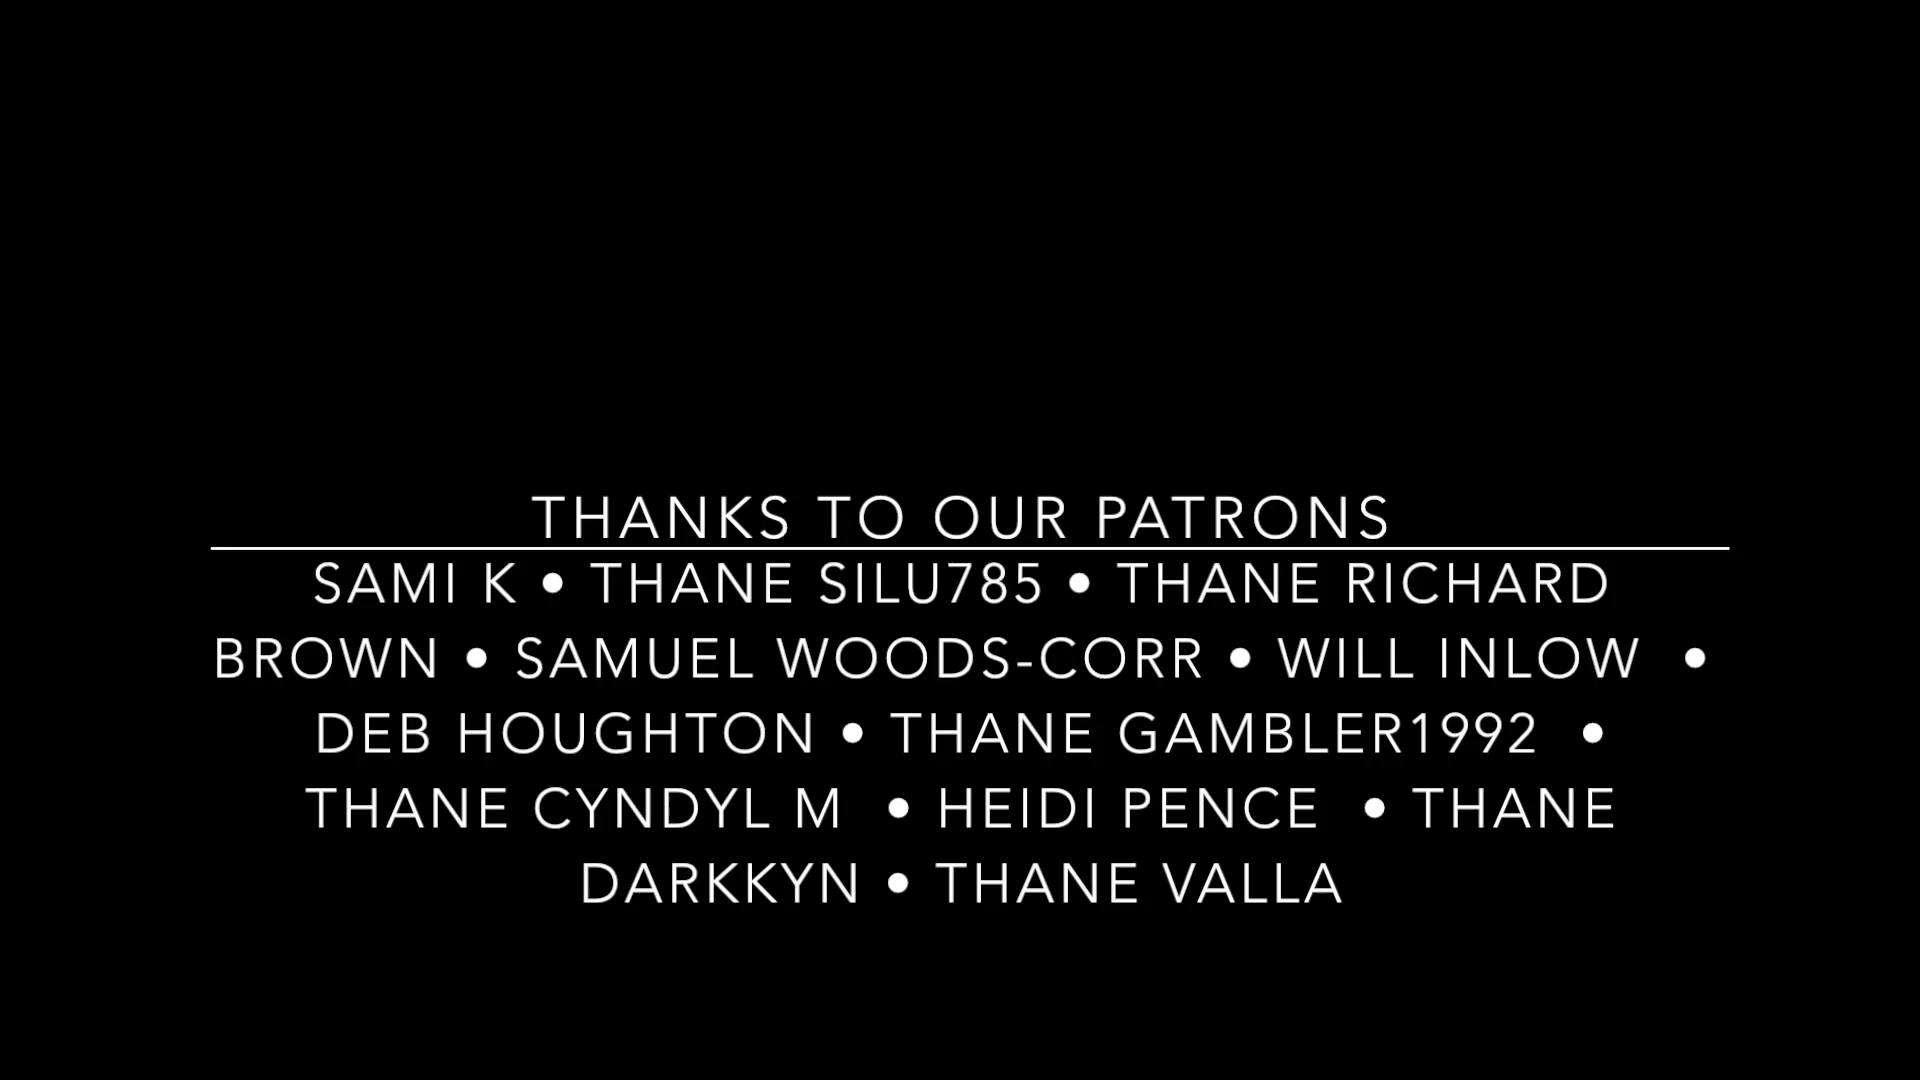 THANKS TO OUR PATRONS
SAMI K • THANE SILU785 • THANE RICHARD
BROWN • SAMUEL WOODS-CORR • WILL INLOW •
DEB HOUGHTON • THANE GAMBLER1992 •
THANE CYNDYL M • HEIDI PENCE • THANE
DARKKYN • THANE VALLA